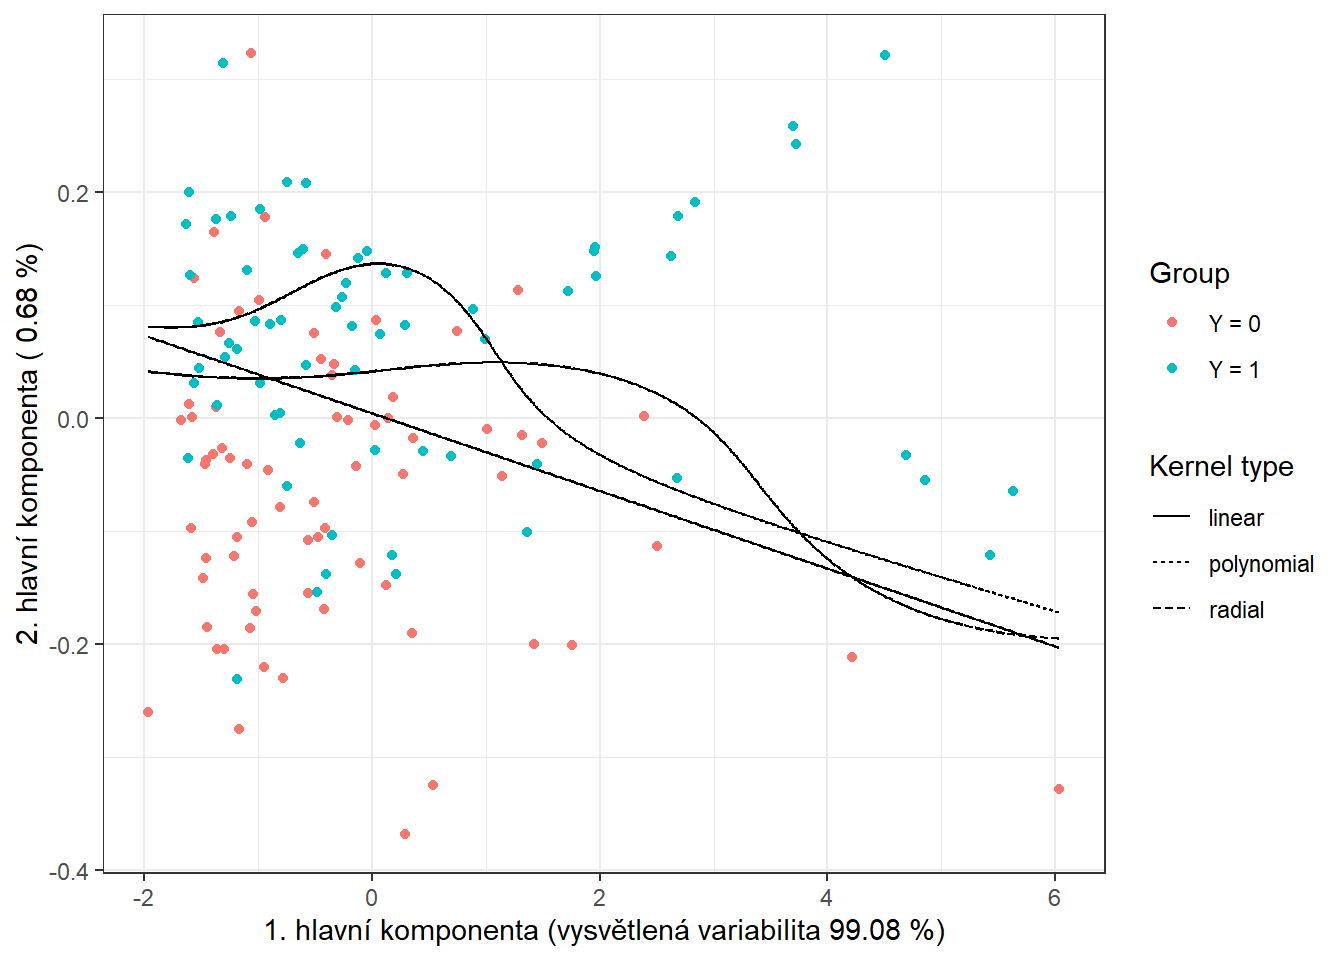 2. hlavní komponenta ( 0.68 %)
0.2
0.0
-0.2
-0.4
-2
0
2
4
6
1. hlavní komponenta (vysvětlená variabilita 99.08 %)
Group
Y = 0
Y = 1
Kernel type
linear
polynomial
radial